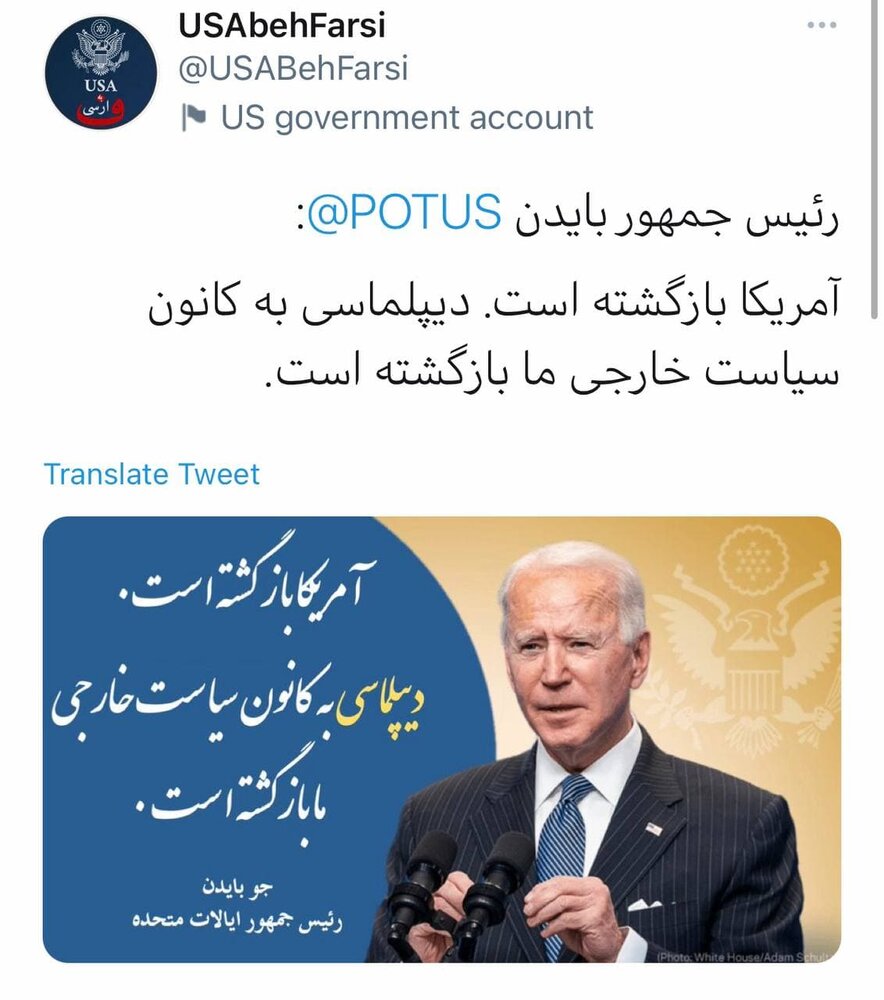 USAbehFarsi
@USABehFarsi
US government account
USA
به
فارسی
رئیس جمهور بایدن @POTUS:
آمریکا بازگشته است. دیپلماسی به کانون
سیاست خارجی ما بازگشته است.
Translate Tweet
آمریکا بازگشته است.
دیپلماسی به کانون سیاست خارجی
ما بازگشته است.
جو بایدن
رئیس جمهور ایالات متحده
(Photo: White House/Adam Schultz